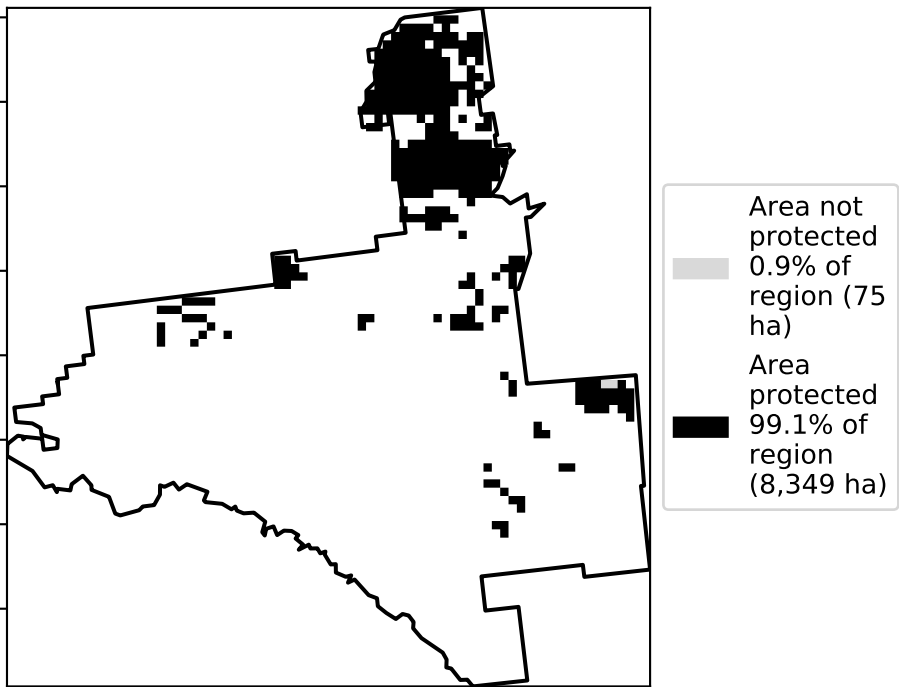 Area not
protected
0.9% of
region (75
ha)
Area
protected
99.1% of
region
(8,349 ha)